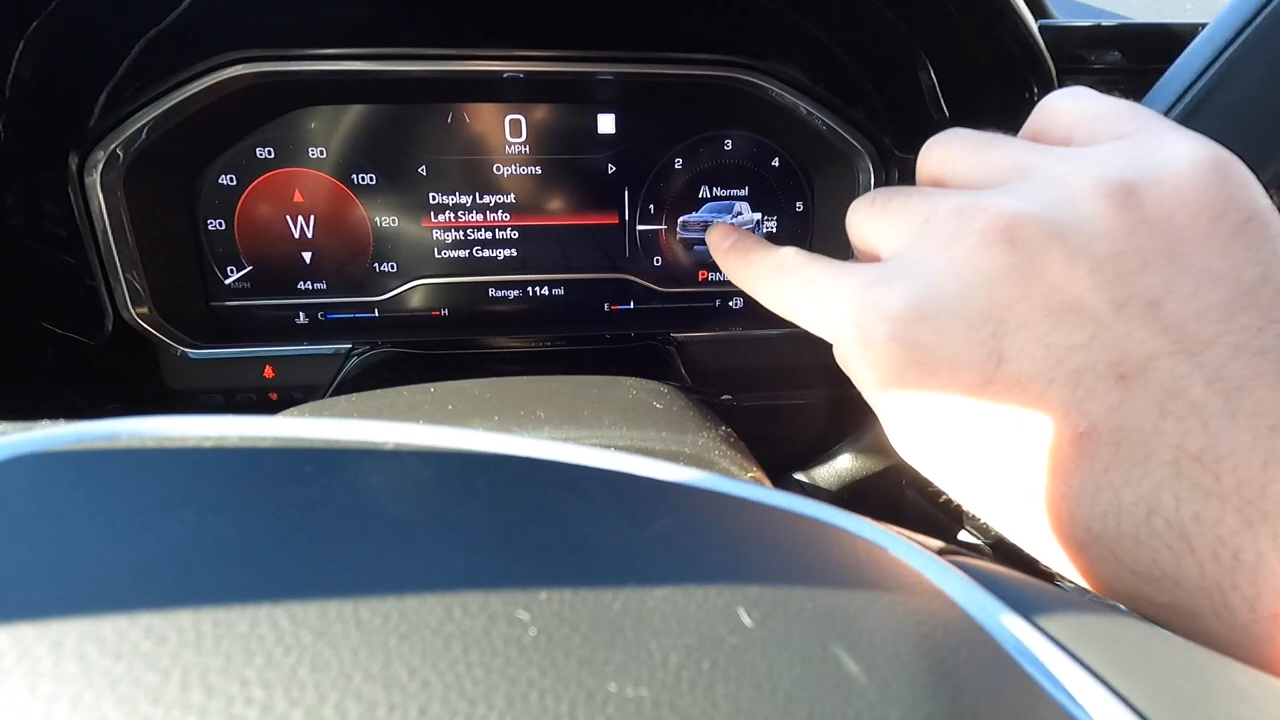 0
MPH
Options
Display Layout
Left Side Info
Right Side Info
Lower Gauges
0
20
40
60
80
100
120
140
MPH
W
44 mi
Range: 114 mi
C H
E F
0
1
2
3
4
5
Normal
2WD
PRN